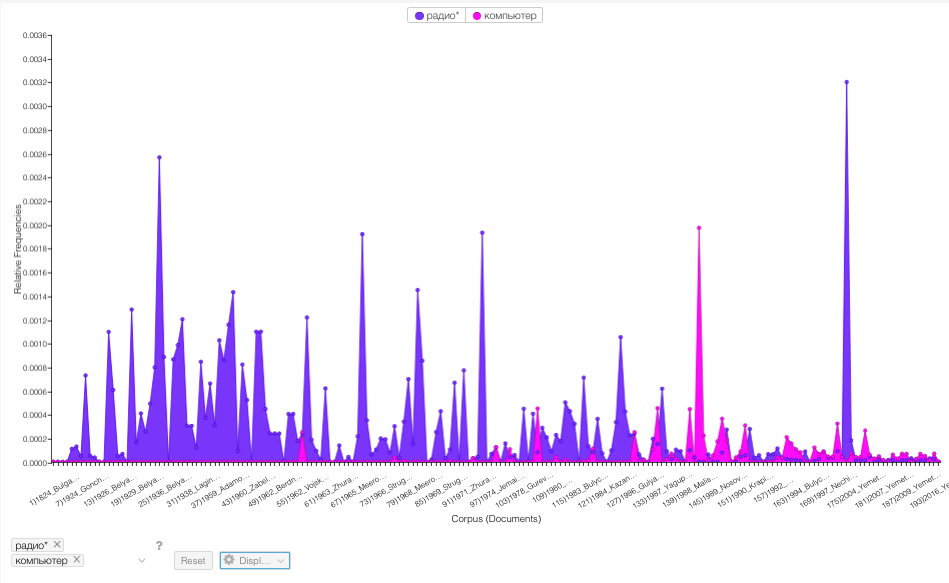 радио* компьютер
0.0036
0.0034
0.0032
0.0030
0.0028
0.0026
0.0024
0.0022
0.0020
0.0018
0.0016
0.0014
0.0012
0.0010
0.0008
0.0006
0.0004
0.0002
0.0000
Relative Frequencies
1)1824_Bulga...
7)1924_Gonch...
13)1926_Belya...
19)1929_Belya...
25)1936_Belya...
31)1938_Lagin...
37)1939_Adamo...
43)1960_Zabel...
49)1962_Berdn...
55)1962_Vojsk...
61)1963_Zhura...
67)1965_Meero...
73)1966_Strug...
79)1968_Meero...
85)1969_Strug...
91)1971_Zhura...
97)1974_Jemai...
103)1978_Gurev...
109)1980_...
115)1983_Bulyc...
121)1984_Kazan...
127)1986_Gulya...
133)1987_Yagup...
139)1988_Malis...
145)1989_Nosov...
151)1990_Krapi...
157)1992_...
163)1994_Bulyc...
169)1997_Nechi...
175)2004_Yemet...
181)2007_Yemet...
187)2009_Yemet...
193)2016_Ye
Corpus (Documents)
радио* ✕ ?
компьютер ✕ Reset Displ...